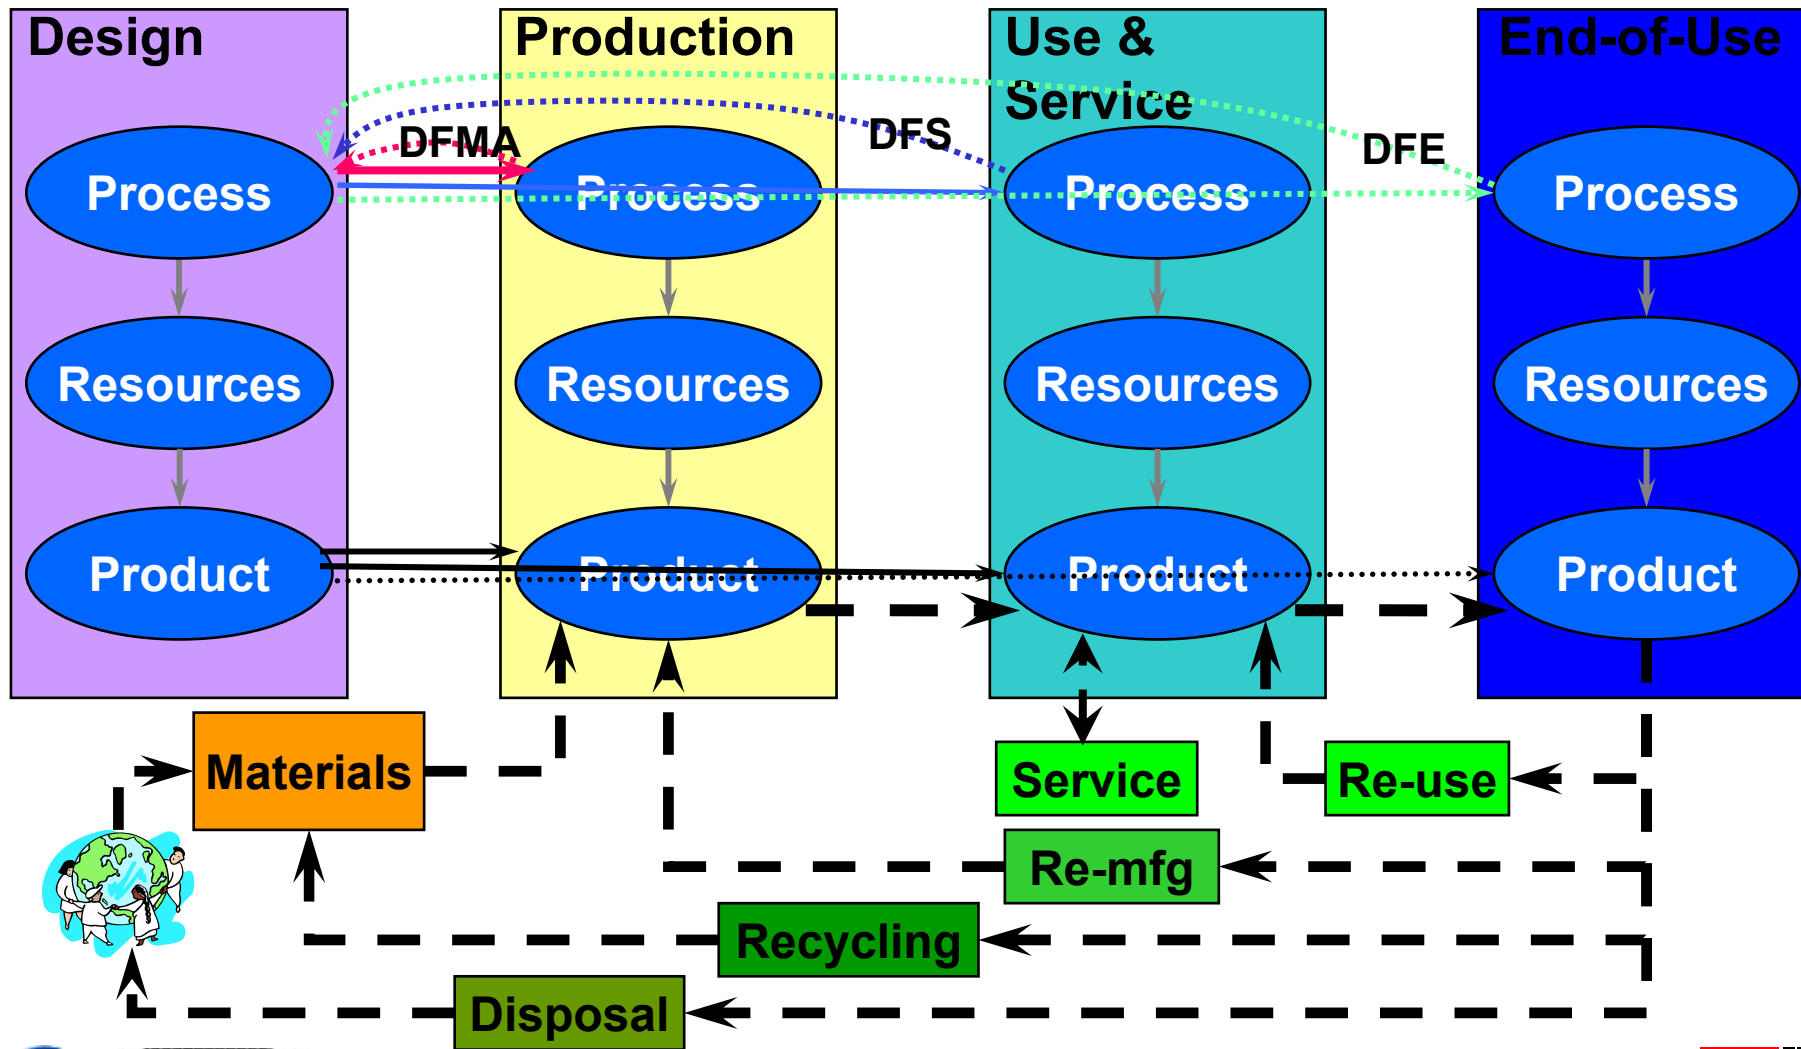 Design
Production
Use &
Service
End-of-Use
DFMA
DFS
DFE
Process
Process
Process
Process
Resources
Resources
Resources
Resources
Product
Product
Product
Product
Materials
Service
Re-use
Re-mfg
Recycling
Disposal